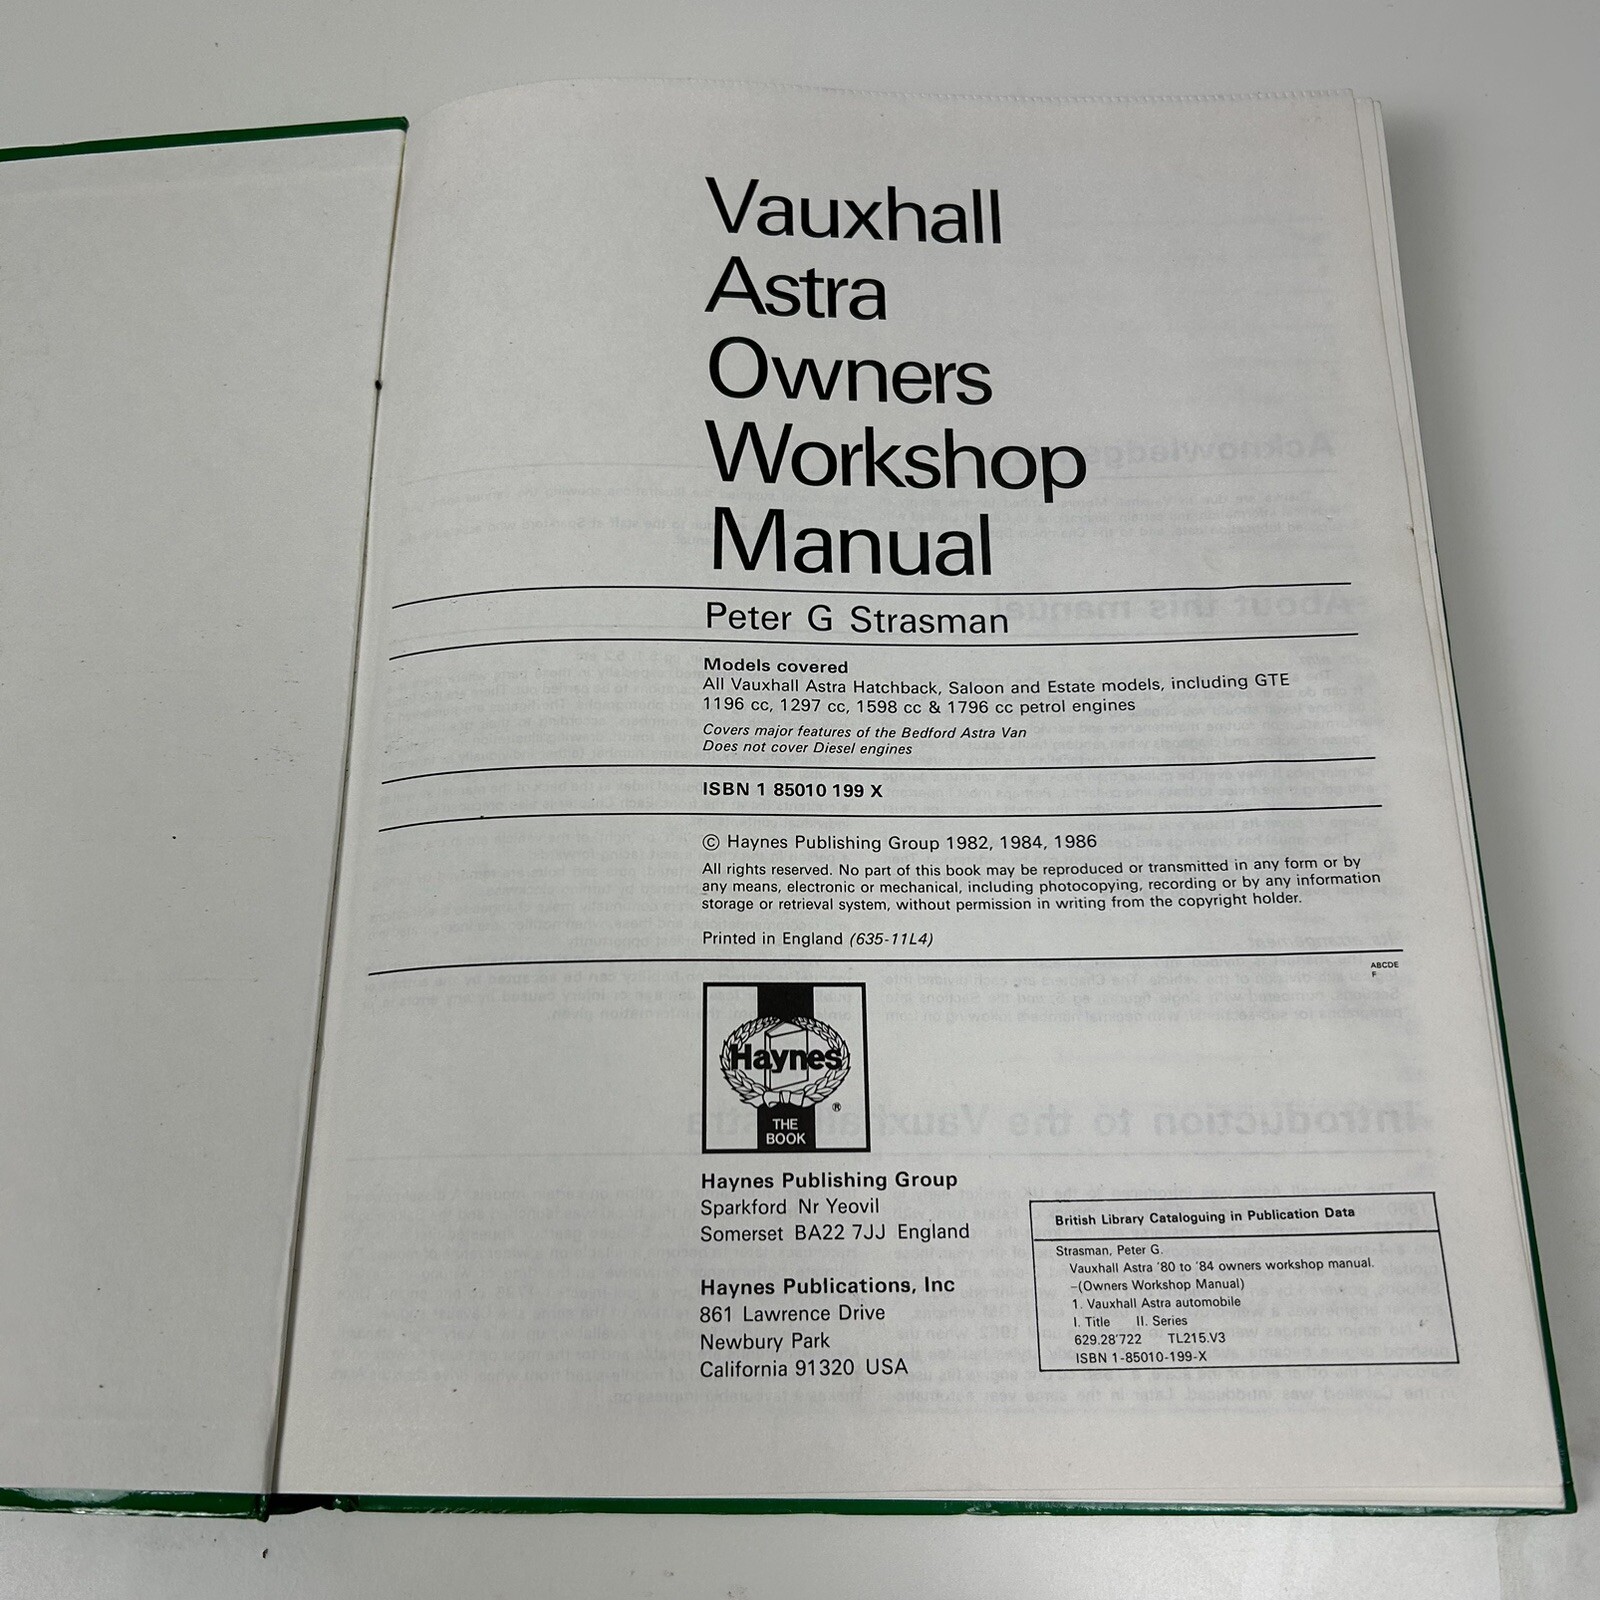 Vauxhall
Astra
Owners
Workshop
Manual
Peter G Strasman
Models covered
All Vauxhall Astra Hatchback, Saloon and Estate models, including GTE
1196 cc, 1297 cc, 1598 cc & 1796 cc petrol engines
Covers major features of the Bedford Astra Van
Does not cover Diesel engines
ISBN 1 85010 199 X
© Haynes Publishing Group 1982, 1984, 1986
All rights reserved. No part of this book may be reproduced or transmitted in any form or by
any means, electronic or mechanical, including photocopying, recording or by any information
storage or retrieval system, without permission in writing from the copyright holder.
Printed in England (635-11L4)
ABCDE
F
Haynes
®
THE
BOOK
Haynes Publishing Group
Sparkford Nr Yeovil
Somerset BA22 7JJ England
Haynes Publications, Inc
861 Lawrence Drive
Newbury Park
California 91320 USA
British Library Cataloguing in Publication Data
Strasman, Peter G.
Vauxhall Astra '80 to '84 owners workshop manual.
–(Owners Workshop Manual)
1. Vauxhall Astra automobile
I. Title II. Series
629.28'722 TL215.V3
ISBN 1-85010-199-X